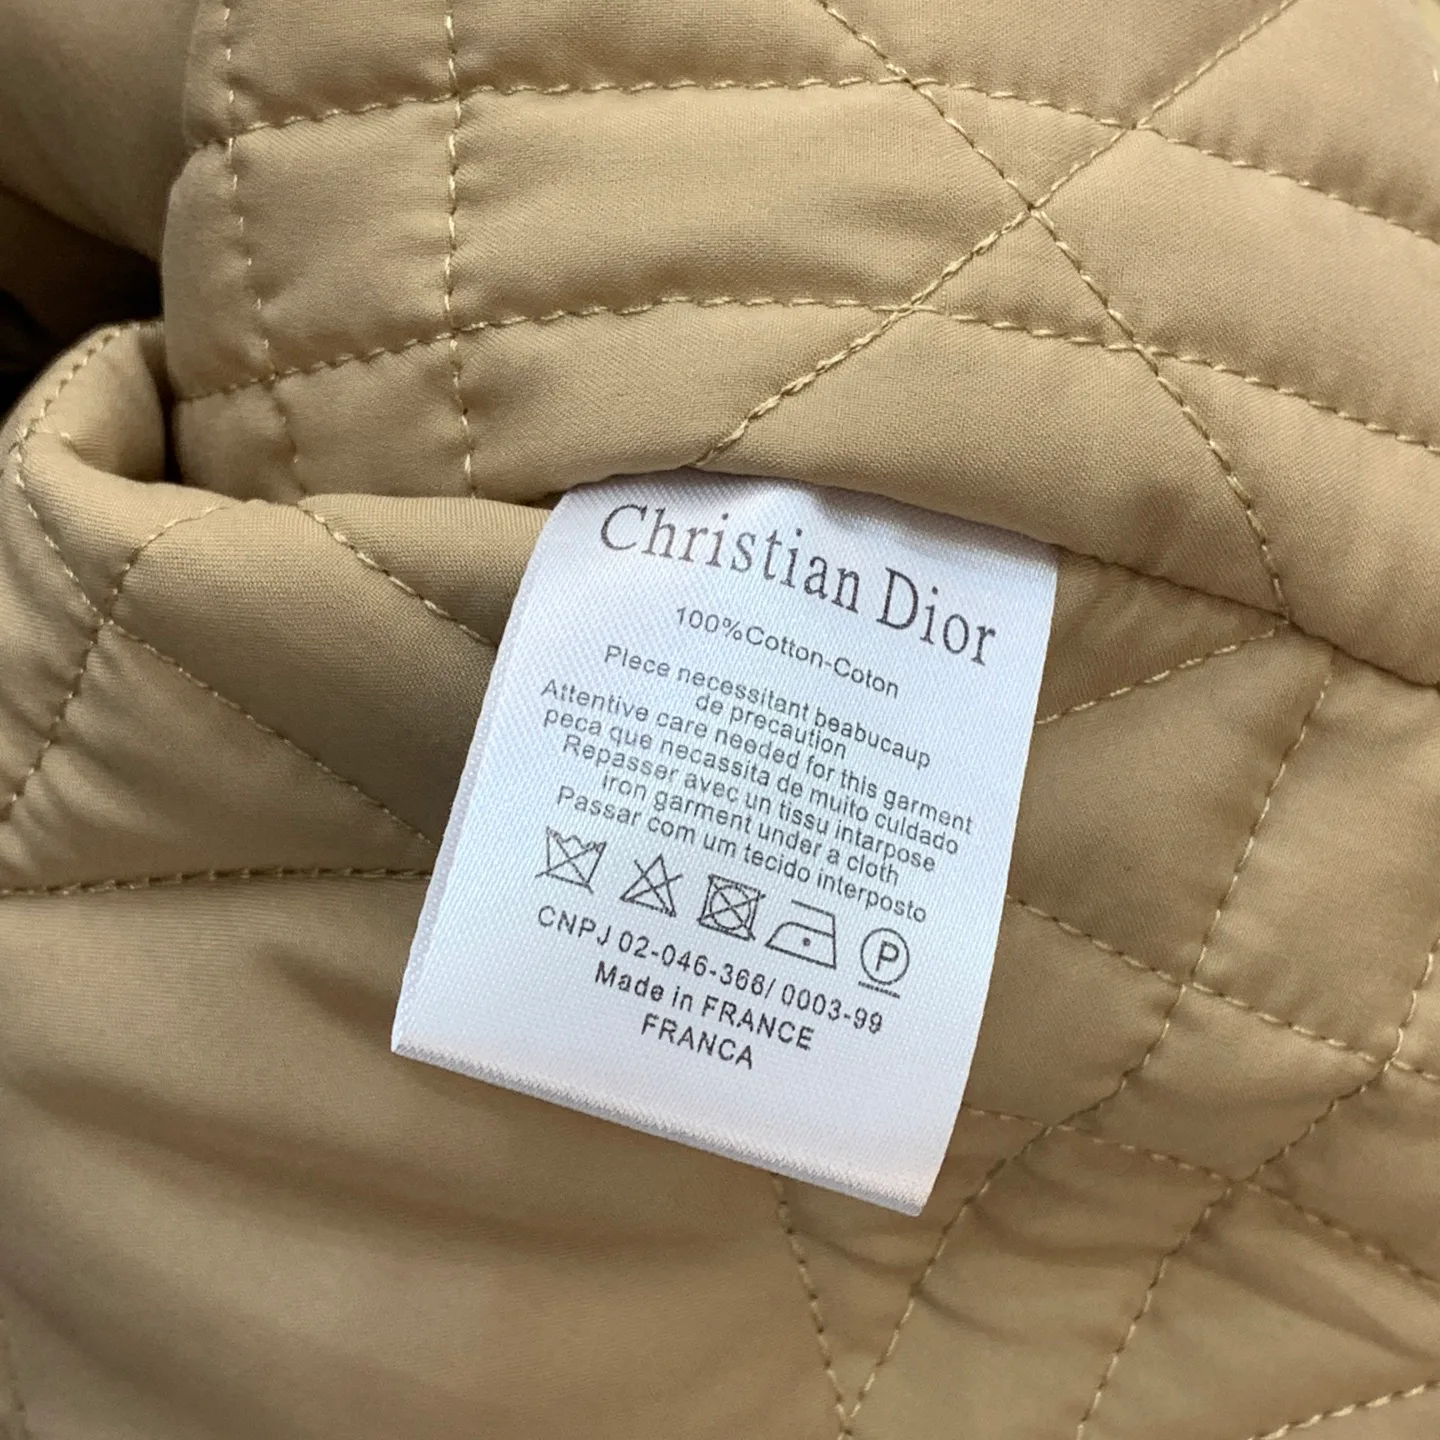 Christian Dior
100%Cotton-Coton
Plece necessitant beabucaup
de precaution
Attentive care needed for this garment
peca que necassita de muito culdado
Repasser avec un tissu intarpose
iron garment under a cloth
Passar com um tecido interposto
P
CNPJ 02-046-366/ 0003-99
Made in FRANCE
FRANCA